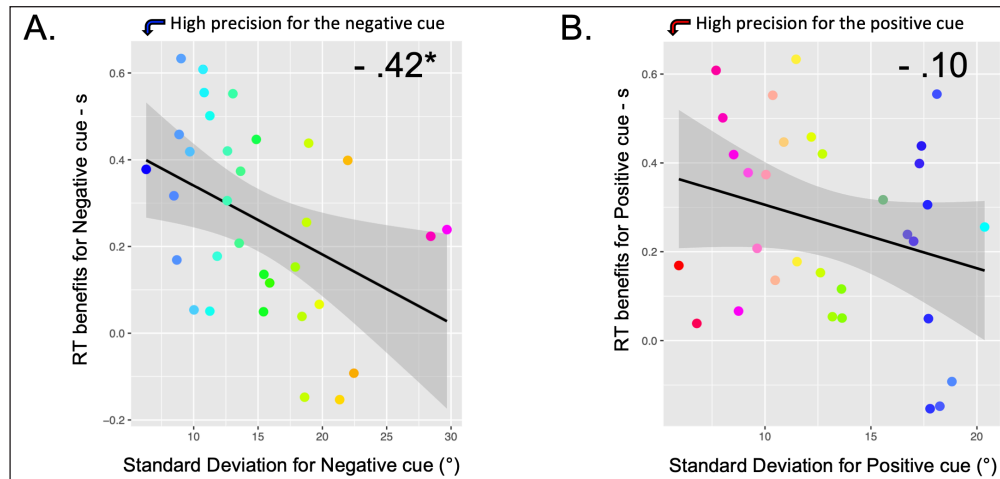 A.
High precision for the negative cue
- .42*
RT benefits for Negative cue - s
0.6
0.4
0.2
0.0
−0.2
10
15
20
25
30
Standard Deviation for Negative cue (°)
B.
High precision for the positive cue
- .10
RT benefits for Positive cue - s
0.6
0.4
0.2
0.0
10
15
20
Standard Deviation for Positive cue (°)